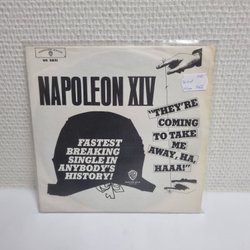 NAPOLEON XIV
"THEY'RE
COMING
TO TAKE
ME
AWAY, HA,
HAAA!"
FASTEST
BREAKING
SINGLE IN
ANYBODY'S
HISTORY!